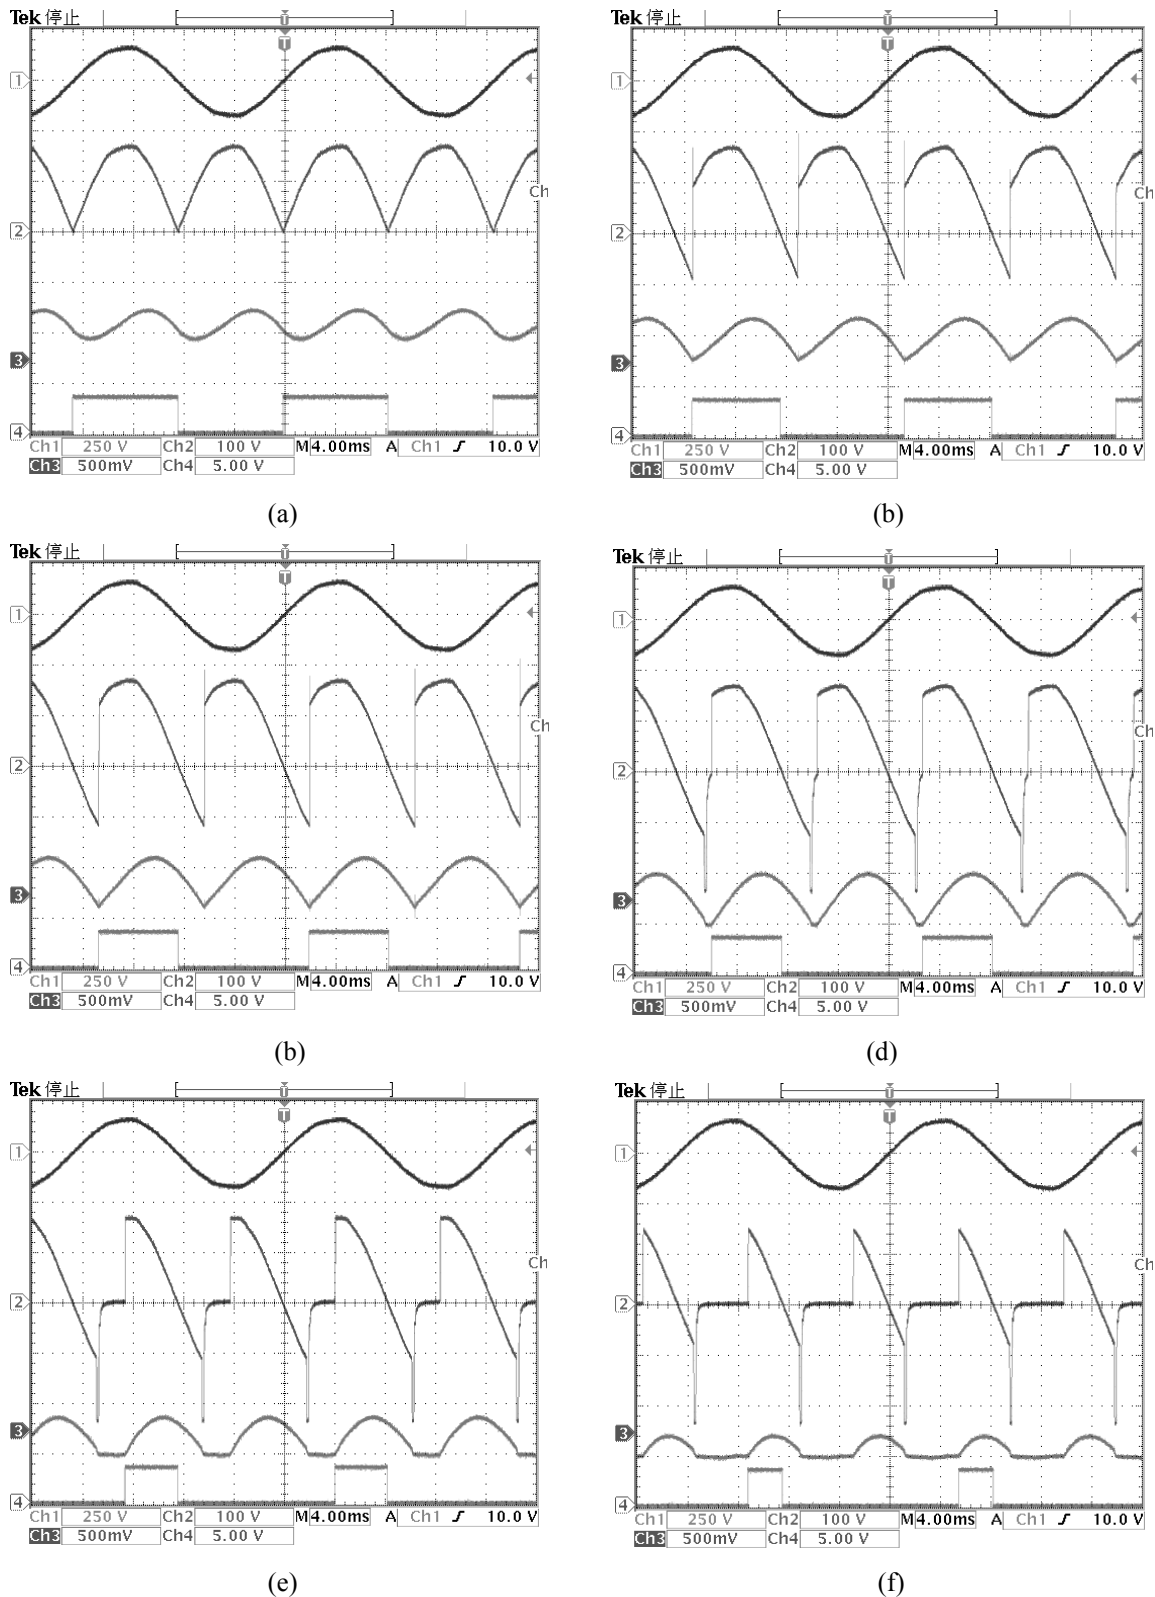 Tek 停止
T
T
1
2
3
4
Ch
Ch1 250 V Ch2 100 V M 4.00ms A Ch1 10.0 V
Ch3 500mV Ch4 5.00 V
(a)
Tek 停止
T
T
1
2
3
4
Ch
Ch1 250 V Ch2 100 V M 4.00ms A Ch1 10.0 V
Ch3 500mV Ch4 5.00 V
(b)
Tek 停止
T
T
1
2
3
4
Ch
Ch1 250 V Ch2 100 V M 4.00ms A Ch1 10.0 V
Ch3 500mV Ch4 5.00 V
(b)
Tek 停止
T
T
1
2
3
4
Ch
Ch1 250 V Ch2 100 V M 4.00ms A Ch1 10.0 V
Ch3 500mV Ch4 5.00 V
(d)
Tek 停止
T
T
1
2
3
4
Ch
Ch1 250 V Ch2 100 V M 4.00ms A Ch1 10.0 V
Ch3 500mV Ch4 5.00 V
(e)
Tek 停止
T
T
1
2
3
4
Ch
Ch1 250 V Ch2 100 V M 4.00ms A Ch1 10.0 V
Ch3 500mV Ch4 5.00 V
(f)